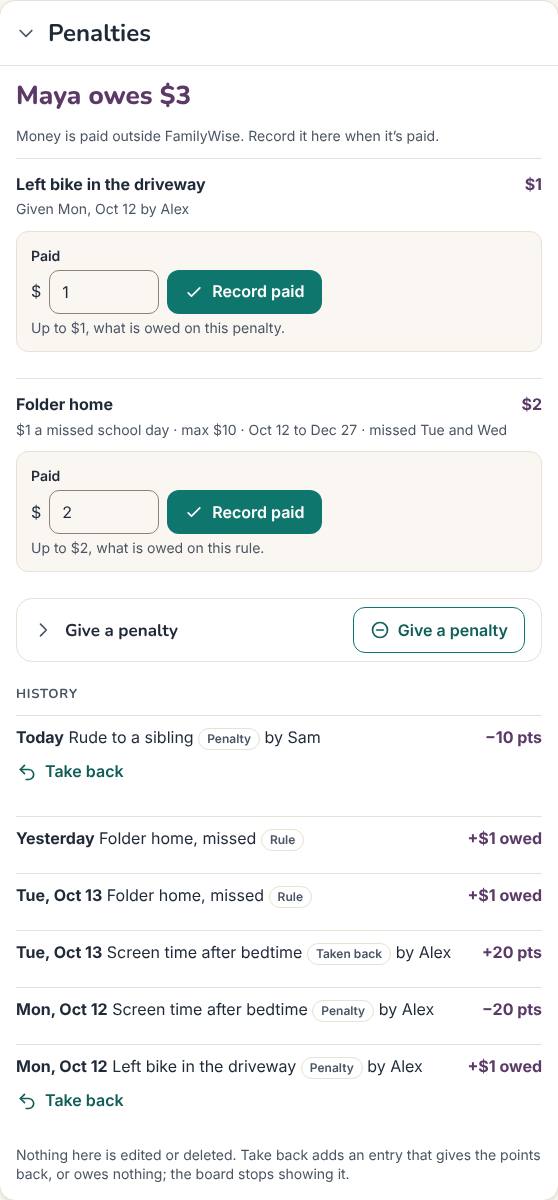 Penalties
Maya owes $3
Money is paid outside FamilyWise. Record it here when it’s paid.
Left bike in the driveway $1
Given Mon, Oct 12 by Alex
Paid
$ 1 Record paid
Up to $1, what is owed on this penalty.
Folder home $2
$1 a missed school day · max $10 · Oct 12 to Dec 27 · missed Tue and Wed
Paid
$ 2 Record paid
Up to $2, what is owed on this rule.
Give a penalty Give a penalty
HISTORY
Today Rude to a sibling Penalty by Sam −10 pts
Take back
Yesterday Folder home, missed Rule +$1 owed
Tue, Oct 13 Folder home, missed Rule +$1 owed
Tue, Oct 13 Screen time after bedtime Taken back by Alex +20 pts
Mon, Oct 12 Screen time after bedtime Penalty by Alex −20 pts
Mon, Oct 12 Left bike in the driveway Penalty by Alex +$1 owed
Take back
Nothing here is edited or deleted. Take back adds an entry that gives the points
back, or owes nothing; the board stops showing it.